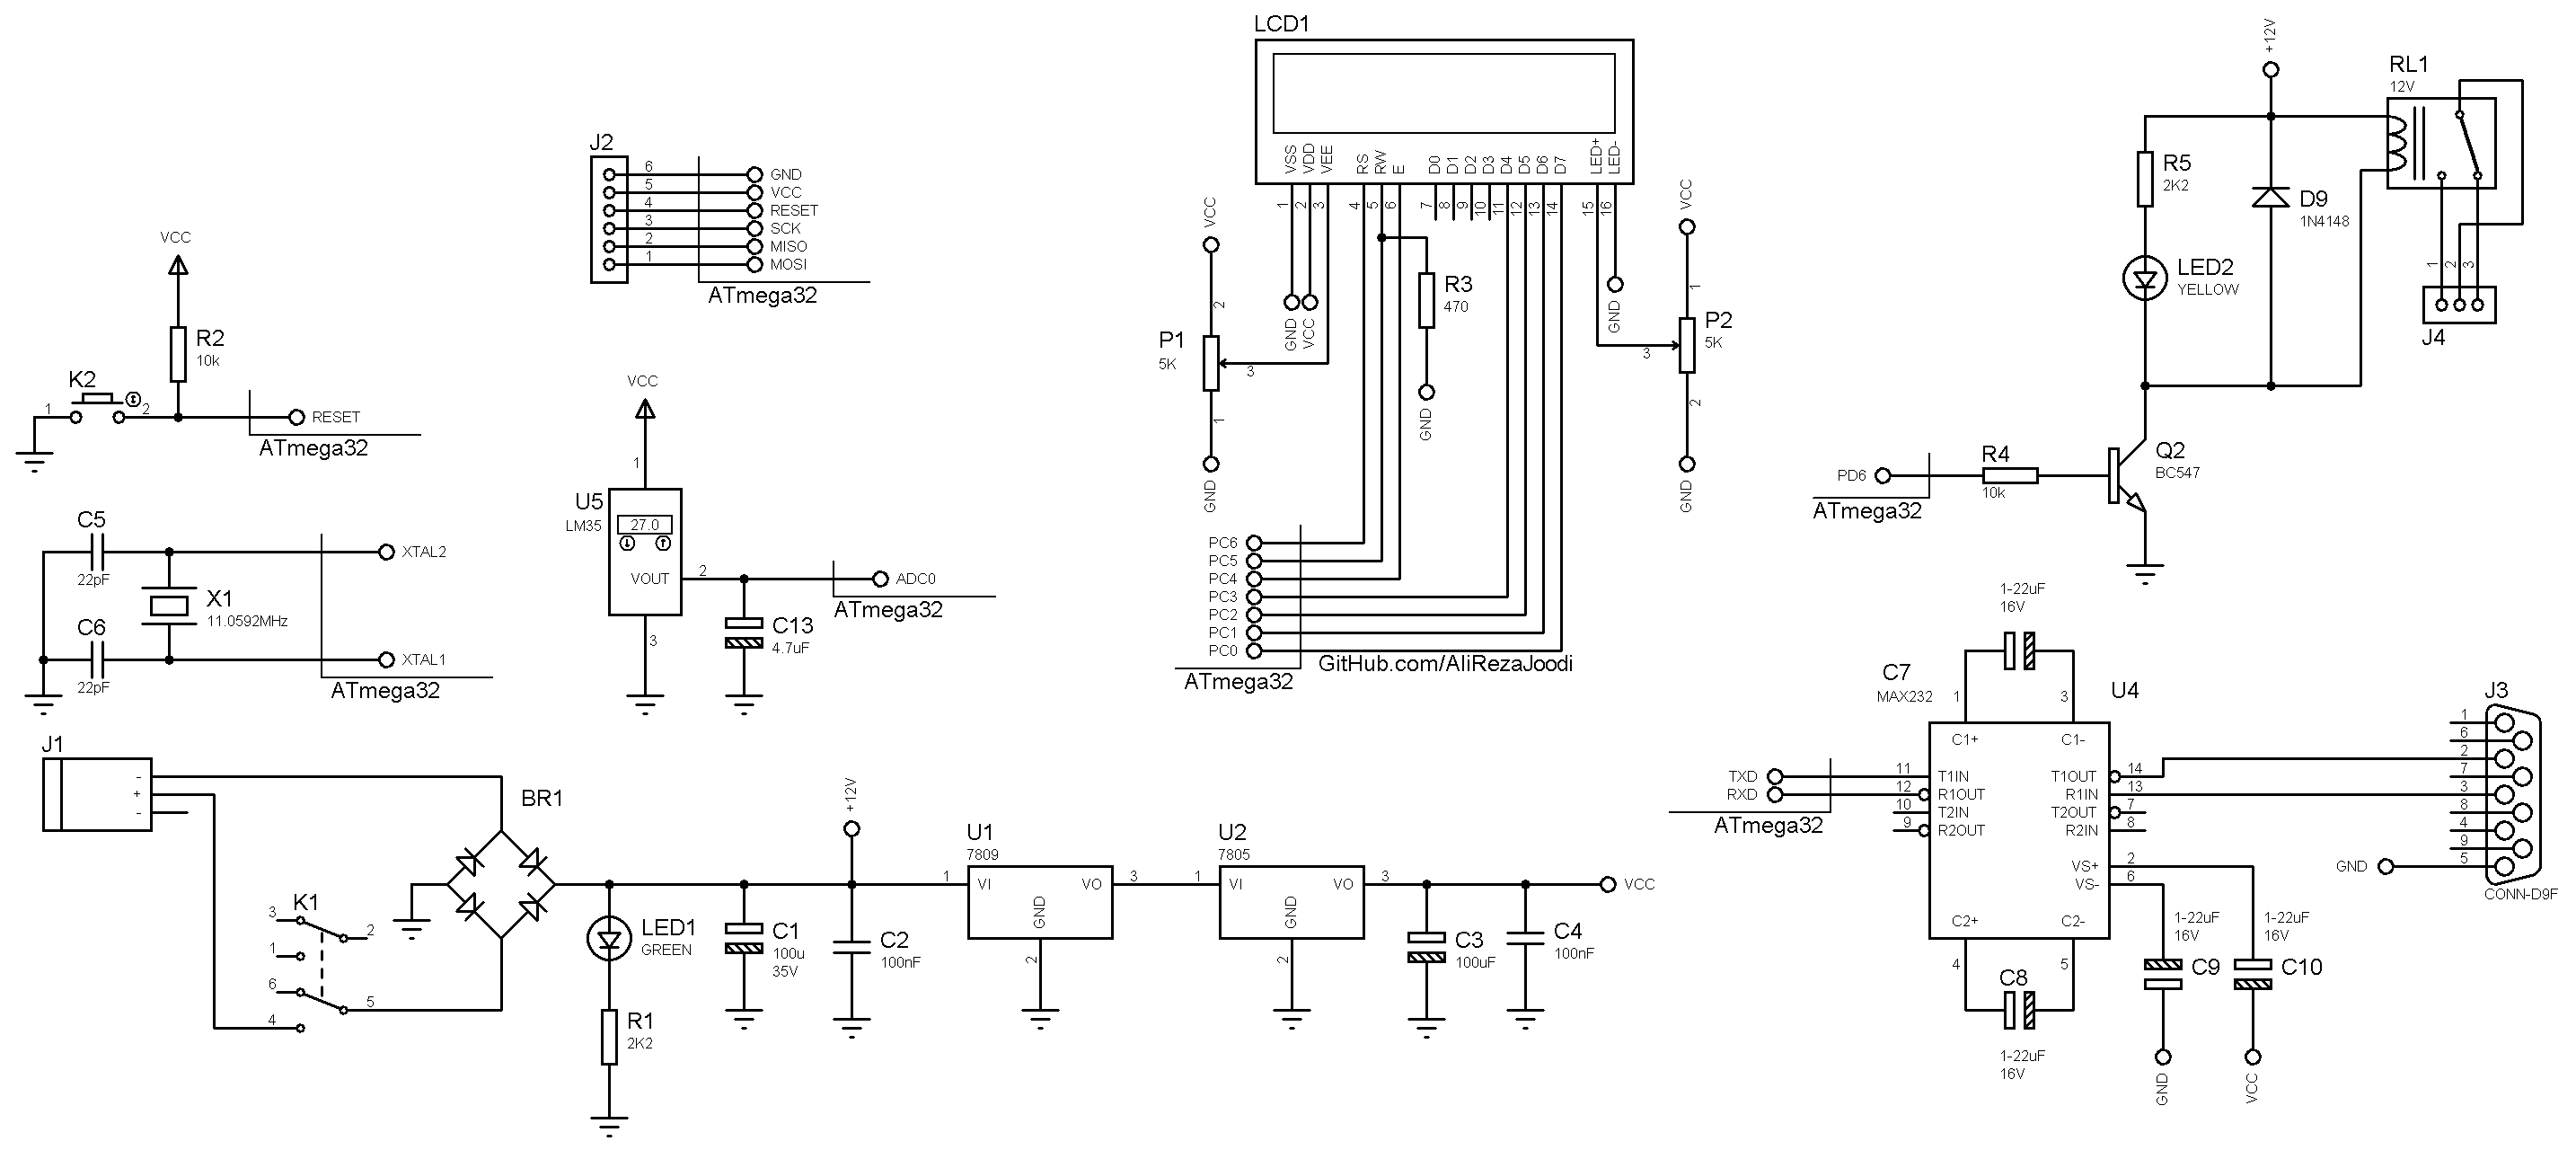 LCD1
VSS
VDD
VEE
RS
RW
E
D0
D1
D2
D3
D4
D5
D6
D7
LED+
LED-
1
2
3
4
5
6
7
8
9
10
11
12
13
14
15
16
VCC
2
P1
5K
3
1
GND
GND
VCC
R3
470
GND
GND
VCC
1
P2
5K
3
2
GND
PC6
PC5
PC4
PC3
PC2
PC1
PC0
ATmega32
GitHub.com/AliRezaJoodi
+12V
RL1
12V
R5
2K2
D9
1N4148
LED2
YELLOW
1
2
3
J4
Q2
BC547
PD6
R4
10k
ATmega32
J2
6
GND
5
VCC
4
RESET
3
SCK
2
MISO
1
MOSI
ATmega32
VCC
R2
10k
K2
1
2
RESET
ATmega32
C5
22pF
XTAL2
X1
11.0592MHz
C6
22pF
XTAL1
ATmega32
VCC
1
U5
LM35
27.0
VOUT
2
ADC0
3
C13
4.7uF
ATmega32
J1
-
+
-
BR1
K1
3
2
1
6
5
4
+12V
LED1
GREEN
R1
2K2
C1
100u
35V
C2
100nF
U1
7809
1
VI
VO
3
GND
2
U2
7805
1
VI
VO
3
GND
2
VCC
C3
100uF
C4
100nF
1-22uF
16V
C7
MAX232
1
3
U4
C1+
C1-
TXD
11
T1IN
T1OUT
14
RXD
12
R1OUT
R1IN
13
10
T2IN
T2OUT
7
9
R2OUT
R2IN
8
ATmega32
VS+
2
VS-
6
C2+
C2-
4
5
C8
1-22uF
16V
1-22uF
16V
C9
GND
1-22uF
16V
C10
VCC
J3
1
6
2
7
3
8
4
9
5
GND
CONN-D9F